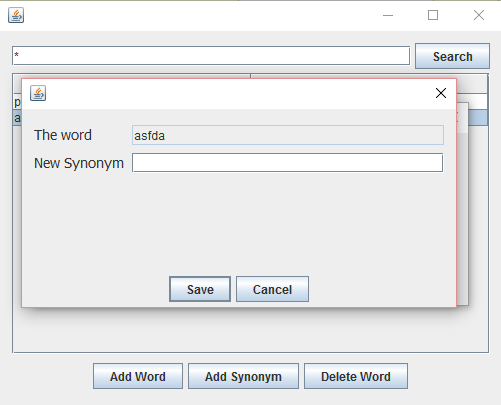 *
Search
p
a
The word
asfda
New Synonym
Save Cancel
Add Word Add Synonym Delete Word